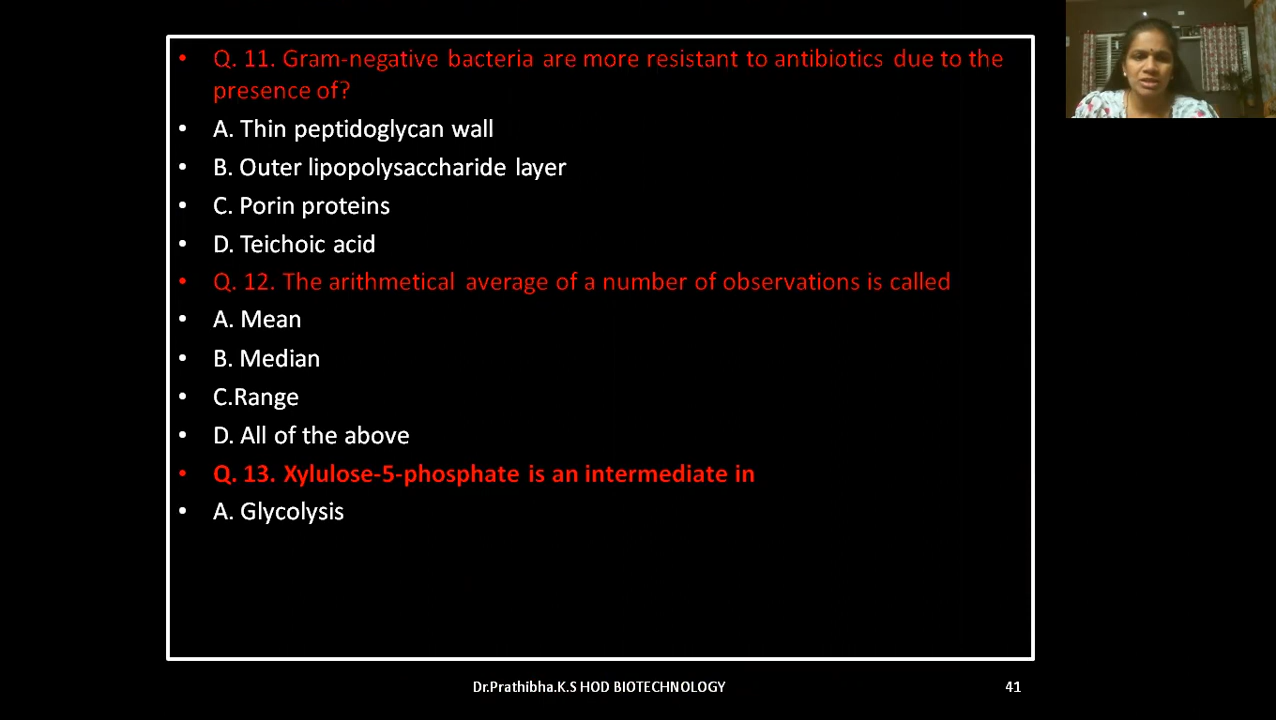 • Q. 11. Gram-negative bacteria are more resistant to antibiotics due to the
presence of?
• A. Thin peptidoglycan wall
• B. Outer lipopolysaccharide layer
• C. Porin proteins
• D. Teichoic acid
• Q. 12. The arithmetical average of a number of observations is called
• A. Mean
• B. Median
• C.Range
• D. All of the above
• Q. 13. Xylulose-5-phosphate is an intermediate in
• A. Glycolysis
Dr.Prathibha.K.S HOD BIOTECHNOLOGY 41